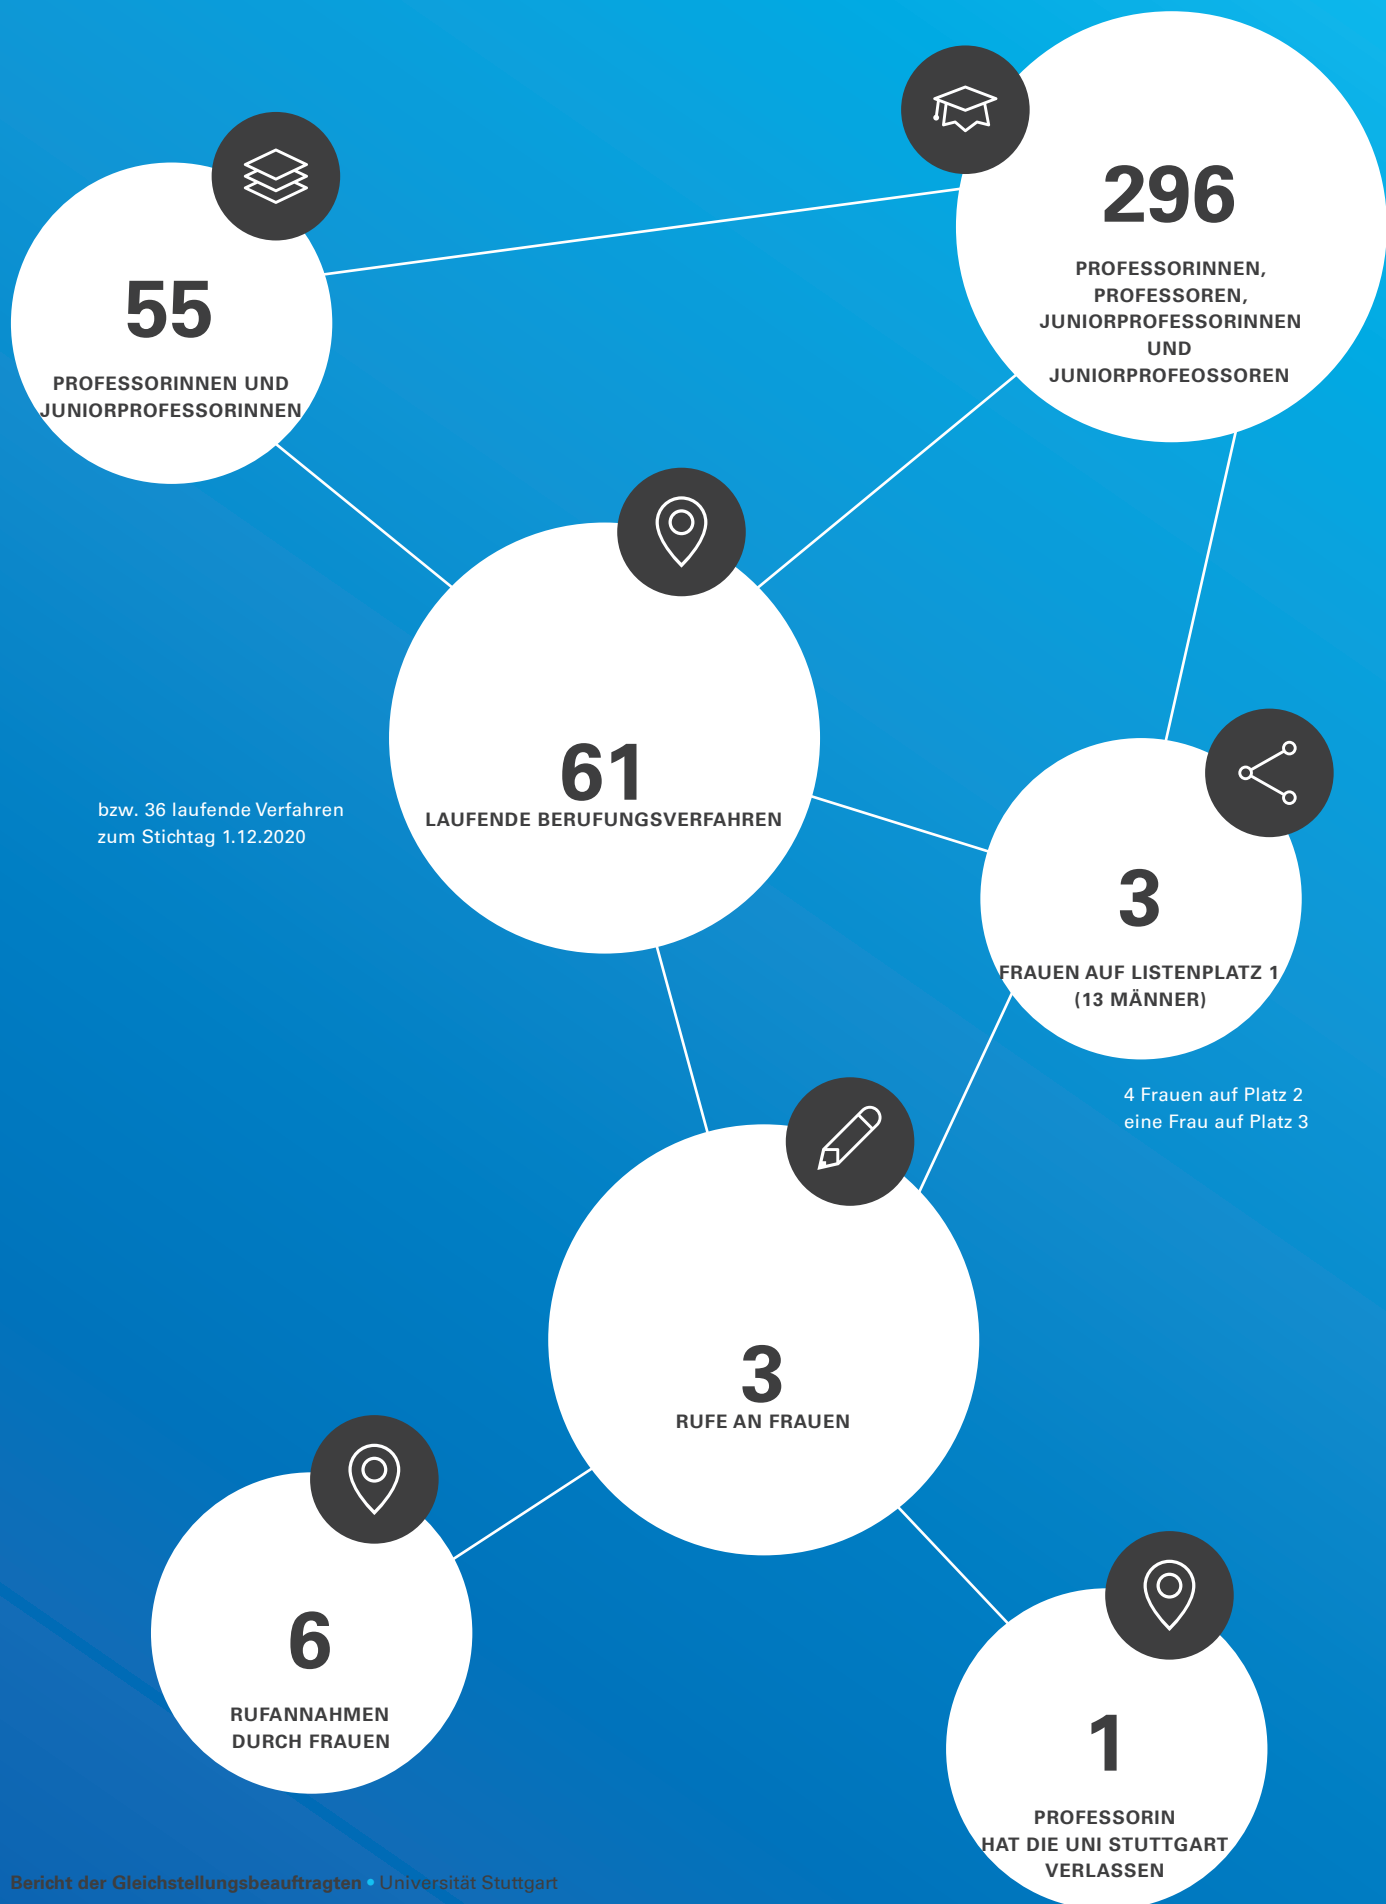 296
PROFESSORINNEN,
PROFESSOREN,
JUNIORPROFESSORINNEN
UND
JUNIORPROFEOSSOREN
55
PROFESSORINNEN UND
JUNIORPROFESSORINNEN
61
LAUFENDE BERUFUNGSVERFAHREN
bzw. 36 laufende Verfahren
zum Stichtag 1.12.2020
3
FRAUEN AUF LISTENPLATZ 1
(13 MÄNNER)
4 Frauen auf Platz 2
eine Frau auf Platz 3
3
RUFE AN FRAUEN
6
RUFANNAHMEN
DURCH FRAUEN
1
PROFESSORIN
HAT DIE UNI STUTTGART
VERLASSEN
Bericht der Gleichstellungsbeauftragten • Universität Stuttgart